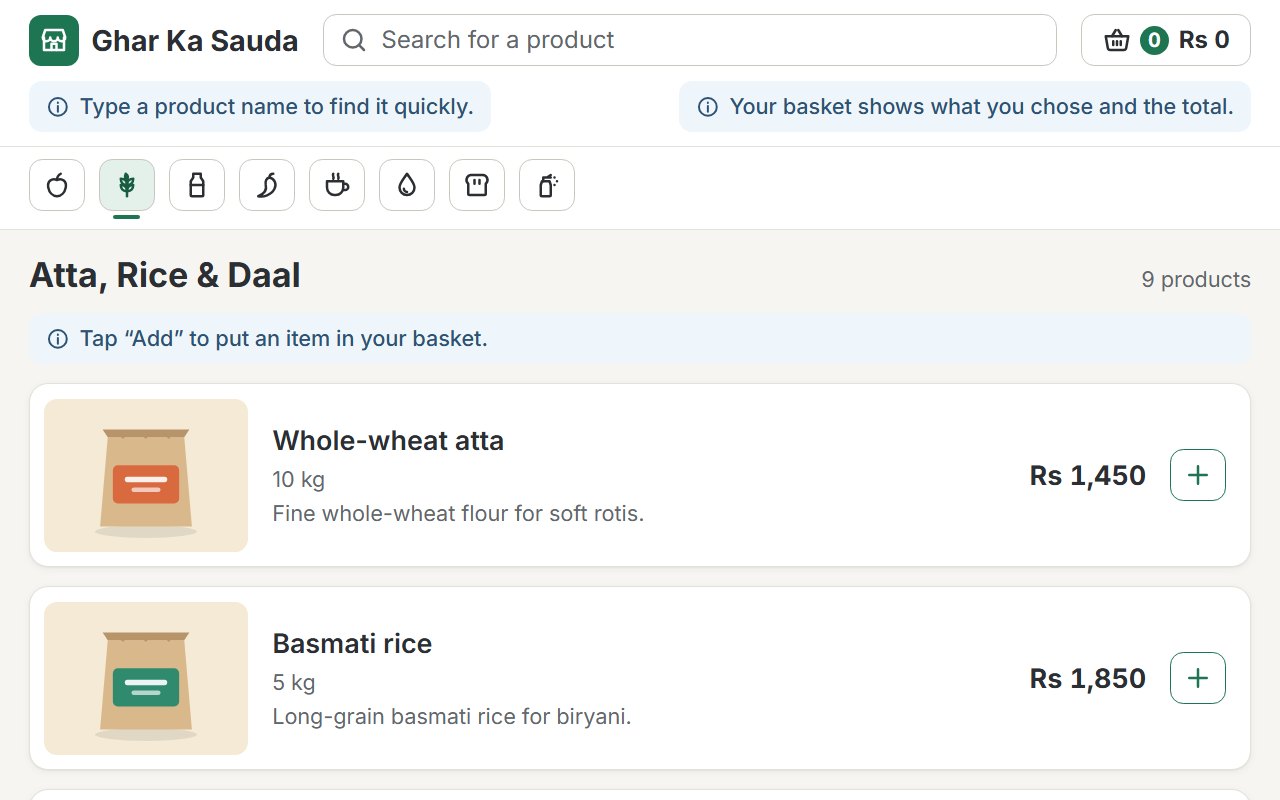 Ghar Ka Sauda
Search for a product
0 Rs 0
Type a product name to find it quickly.
Your basket shows what you chose and the total.
Atta, Rice & Daal
9 products
Tap “Add” to put an item in your basket.
Whole-wheat atta
10 kg
Fine whole-wheat flour for soft rotis.
Rs 1,450
Basmati rice
5 kg
Long-grain basmati rice for biryani.
Rs 1,850